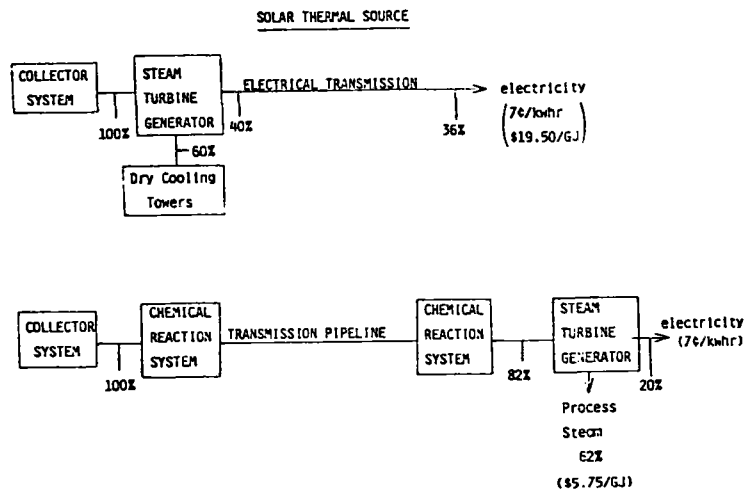 SOLAR THERMAL SOURCE
COLLECTOR
SYSTEM
100%
STEAM
TURBINE
GENERATOR
60%
Dry Cooling
Towers
40%
ELECTRICAL TRANSMISSION
36%
electricity
(7¢/kwhr
$19.50/GJ)
COLLECTOR
SYSTEM
100%
CHEMICAL
REACTION
SYSTEM
TRANSMISSION PIPELINE
CHEMICAL
REACTION
SYSTEM
82%
STEAM
TURBINE
GENERATOR
20%
electricity
(7¢/kwhr)
Process
Steam
62%
($5.75/GJ)